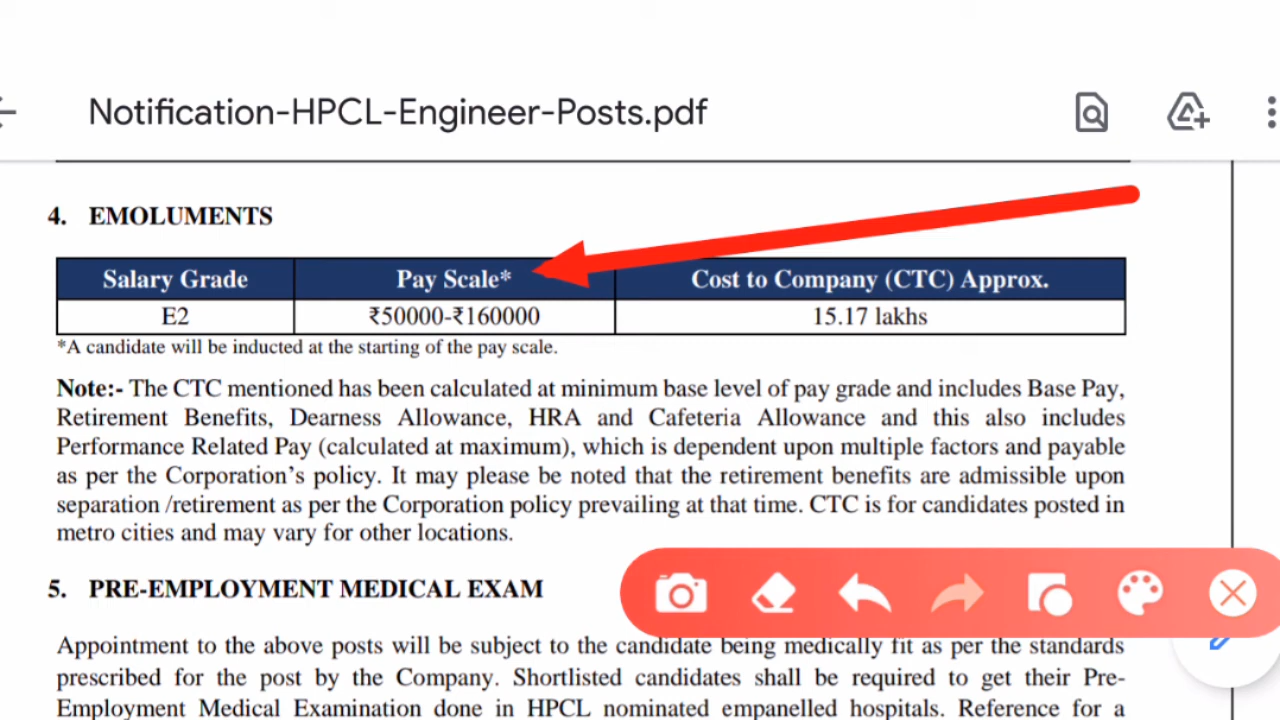 Notification-HPCL-Engineer-Posts.pdf
4. EMOLUMENTS
Salary Grade Pay Scale* Cost to Company (CTC) Approx.
E2 ₹50000-₹160000 15.17 lakhs
*A candidate will be inducted at the starting of the pay scale.
Note:- The CTC mentioned has been calculated at minimum base level of pay grade and includes Base Pay,
Retirement Benefits, Dearness Allowance, HRA and Cafeteria Allowance and this also includes
Performance Related Pay (calculated at maximum), which is dependent upon multiple factors and payable
as per the Corporation’s policy. It may please be noted that the retirement benefits are admissible upon
separation /retirement as per the Corporation policy prevailing at that time. CTC is for candidates posted in
metro cities and may vary for other locations.
5. PRE-EMPLOYMENT MEDICAL EXAM
Appointment to the above posts will be subject to the candidate being medically fit as per the standards
prescribed for the post by the Company. Shortlisted candidates shall be required to get their Pre-
Employment Medical Examination done in HPCL nominated empanelled hospitals. Reference for a